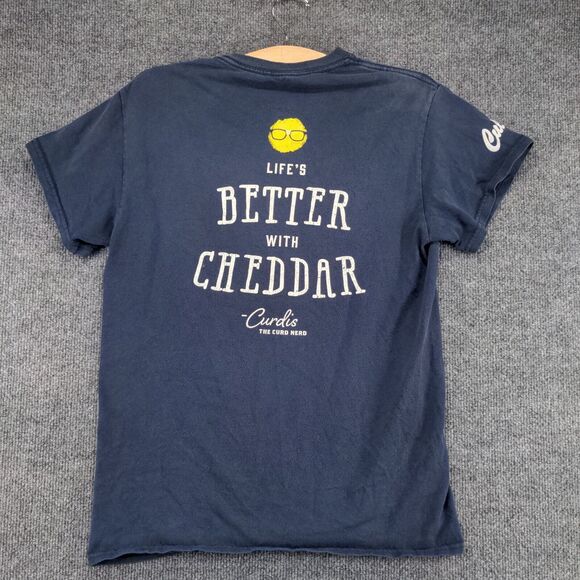 LIFE'S
BETTER
WITH
CHEDDAR
-Curdis
THE CURD NERD